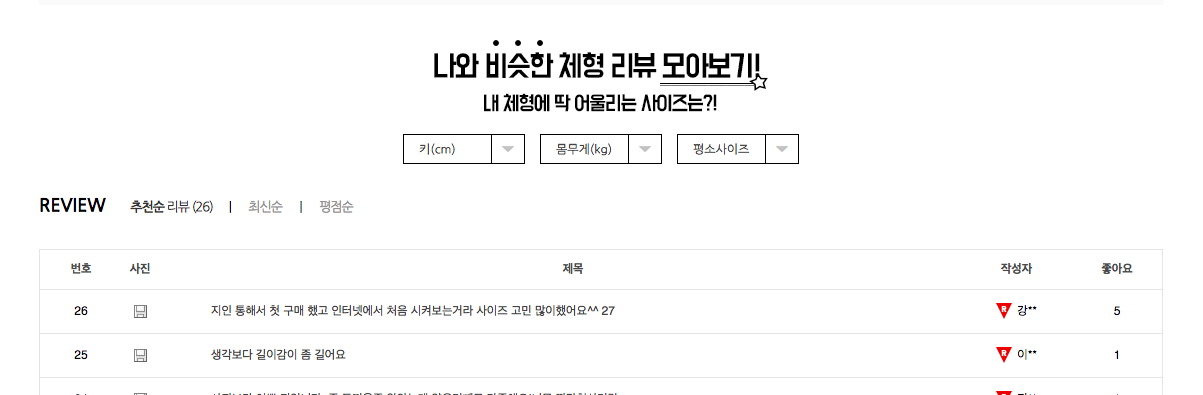 나와 비슷한 체형 리뷰 모아보기!
내 체형에 딱 어울리는 사이즈는?!
키(cm) 몸무게(kg) 평소사이즈
REVIEW 추천순 리뷰 (26) | 최신순 | 평점순
번호 사진 제목 작성자 좋아요
26 지인 통해서 첫 구매 했고 인터넷에서 처음 시켜보는거라 사이즈 고민 많이했어요^^ 27 R 강** 5
25 생각보다 길이감이 좀 길어요 R 이** 1